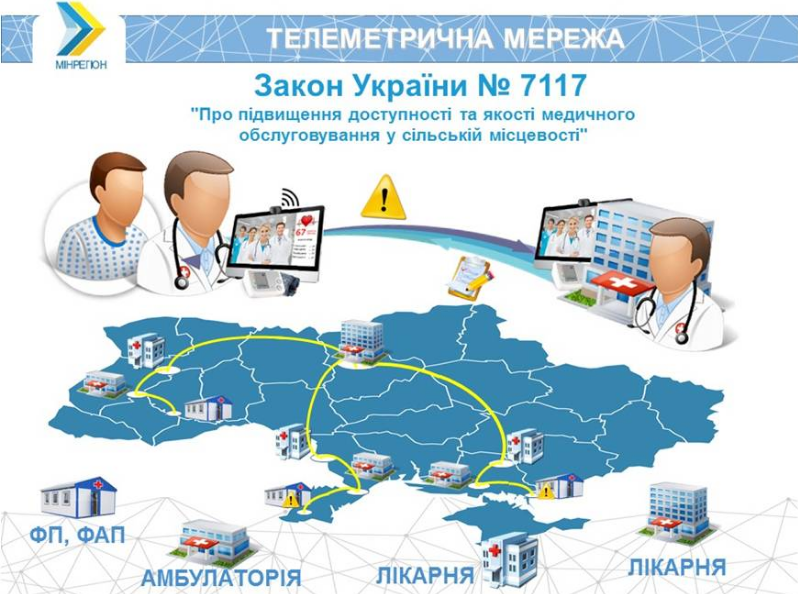 ТЕЛЕМЕТРИЧНА МЕРЕЖА
МІНРЕГІОН
Закон України № 7117
"Про підвищення доступності та якості медичного
обслуговування у сільській місцевості"
67
ФП, ФАП
АМБУЛАТОРІЯ
ЛІКАРНЯ
ЛІКАРНЯ